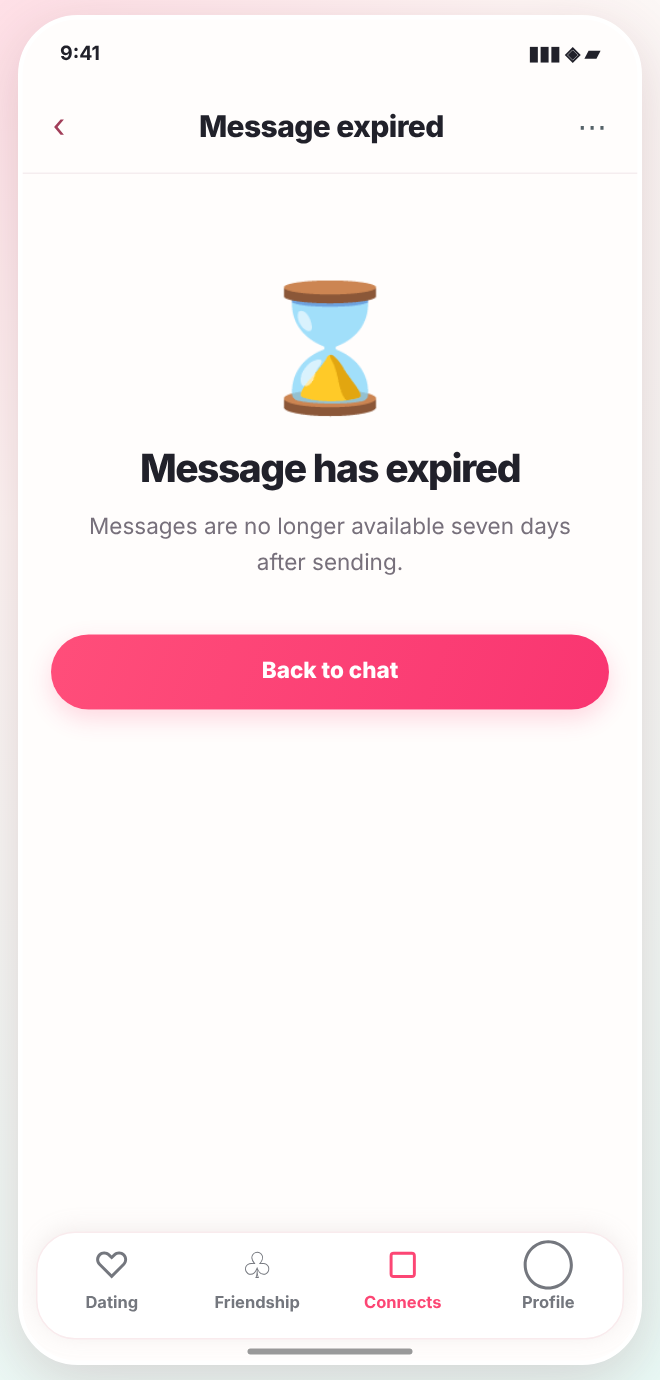 9:41
Message expired
Message has expired
Messages are no longer available seven days
after sending.
Back to chat
Dating
Friendship
Connects
Profile